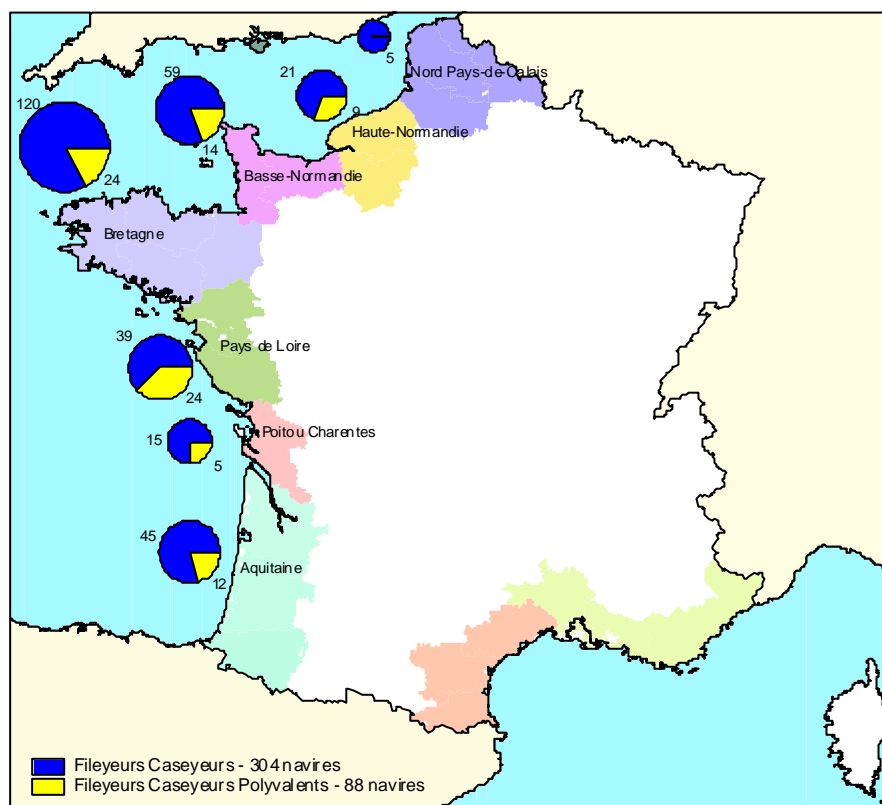 5
Nord Pays-de-Calais
59
21
120
9
Haute-Normandie
14
Basse-Normandie
24
Bretagne
39
Pays de Loire
24
15
Poitou Charentes
5
45
Aquitaine
12
Fileyeurs Caseyeurs - 304 navires
Fileyeurs Caseyeurs Polyvalents - 88 navires